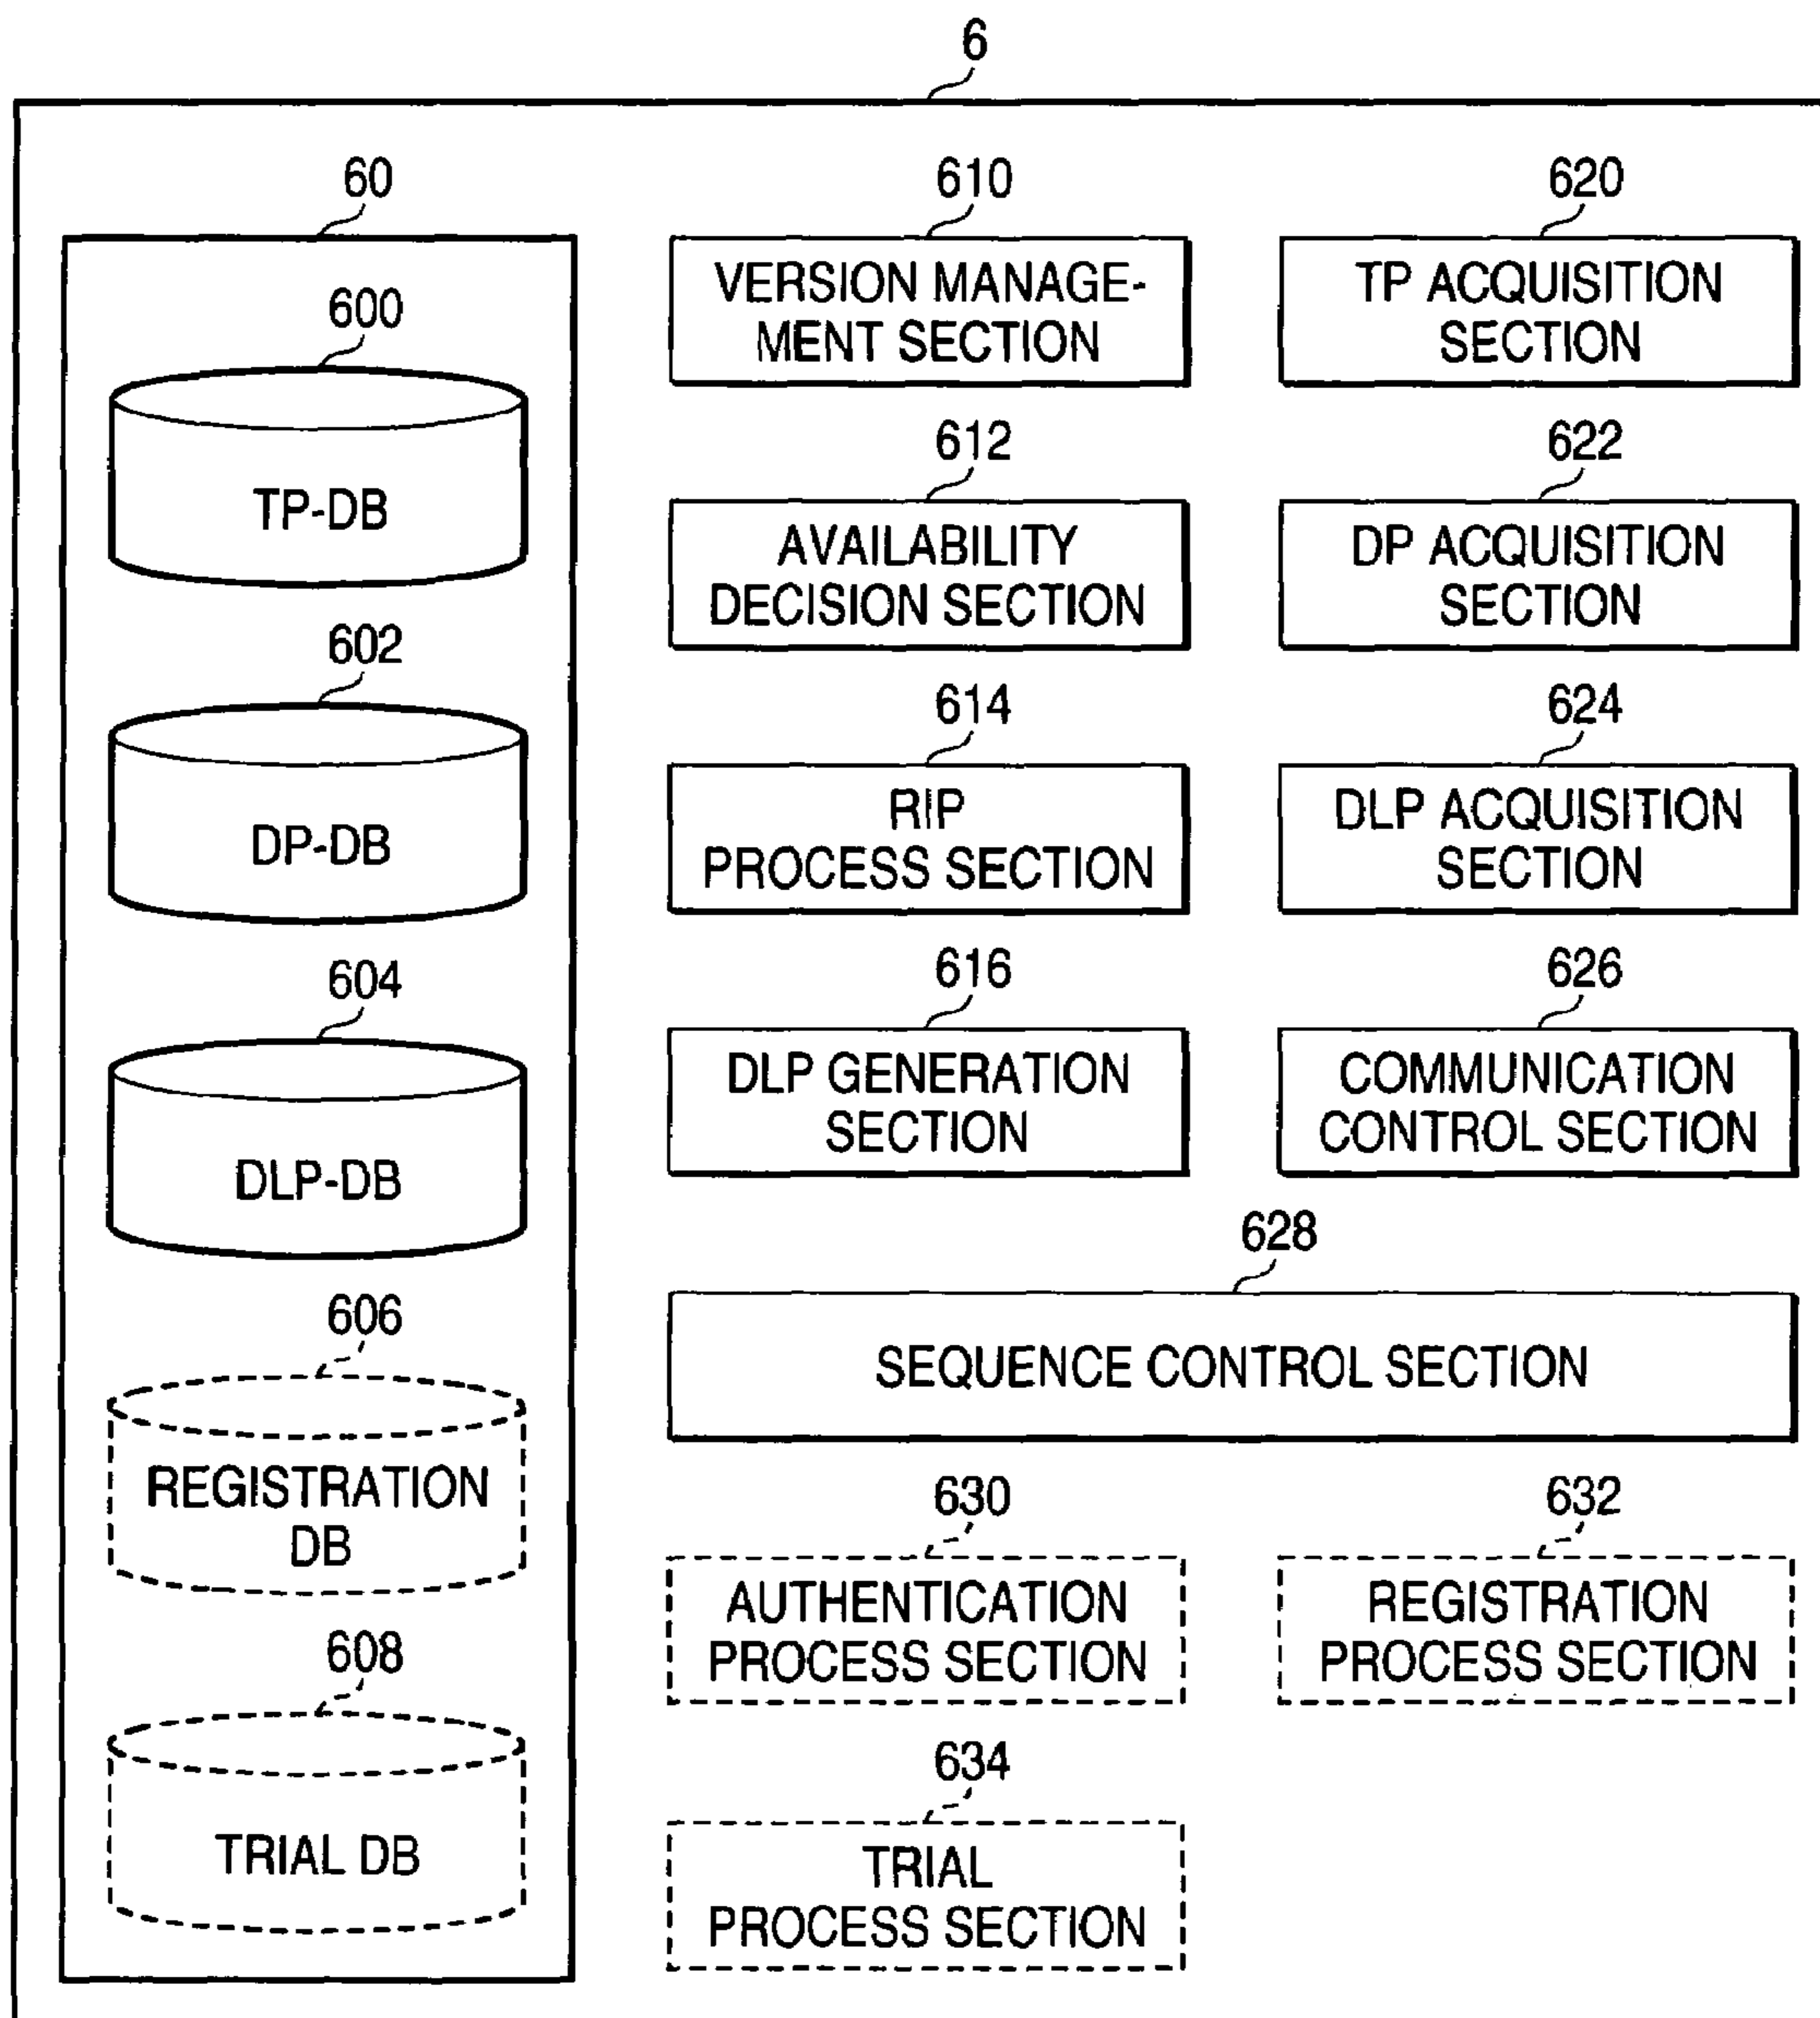 6
60
600
TP-DB
602
DP-DB
604
DLP-DB
606
REGISTRATION
DB
608
TRIAL DB
610
VERSION MANAGE-
MENT SECTION
620
TP ACQUISITION
SECTION
612
AVAILABILITY
DECISION SECTION
622
DP ACQUISITION
SECTION
614
RIP
PROCESS SECTION
624
DLP ACQUISITION
SECTION
616
DLP GENERATION
SECTION
626
COMMUNICATION
CONTROL SECTION
628
SEQUENCE CONTROL SECTION
630
AUTHENTICATION
PROCESS SECTION
632
REGISTRATION
PROCESS SECTION
634
TRIAL
PROCESS SECTION